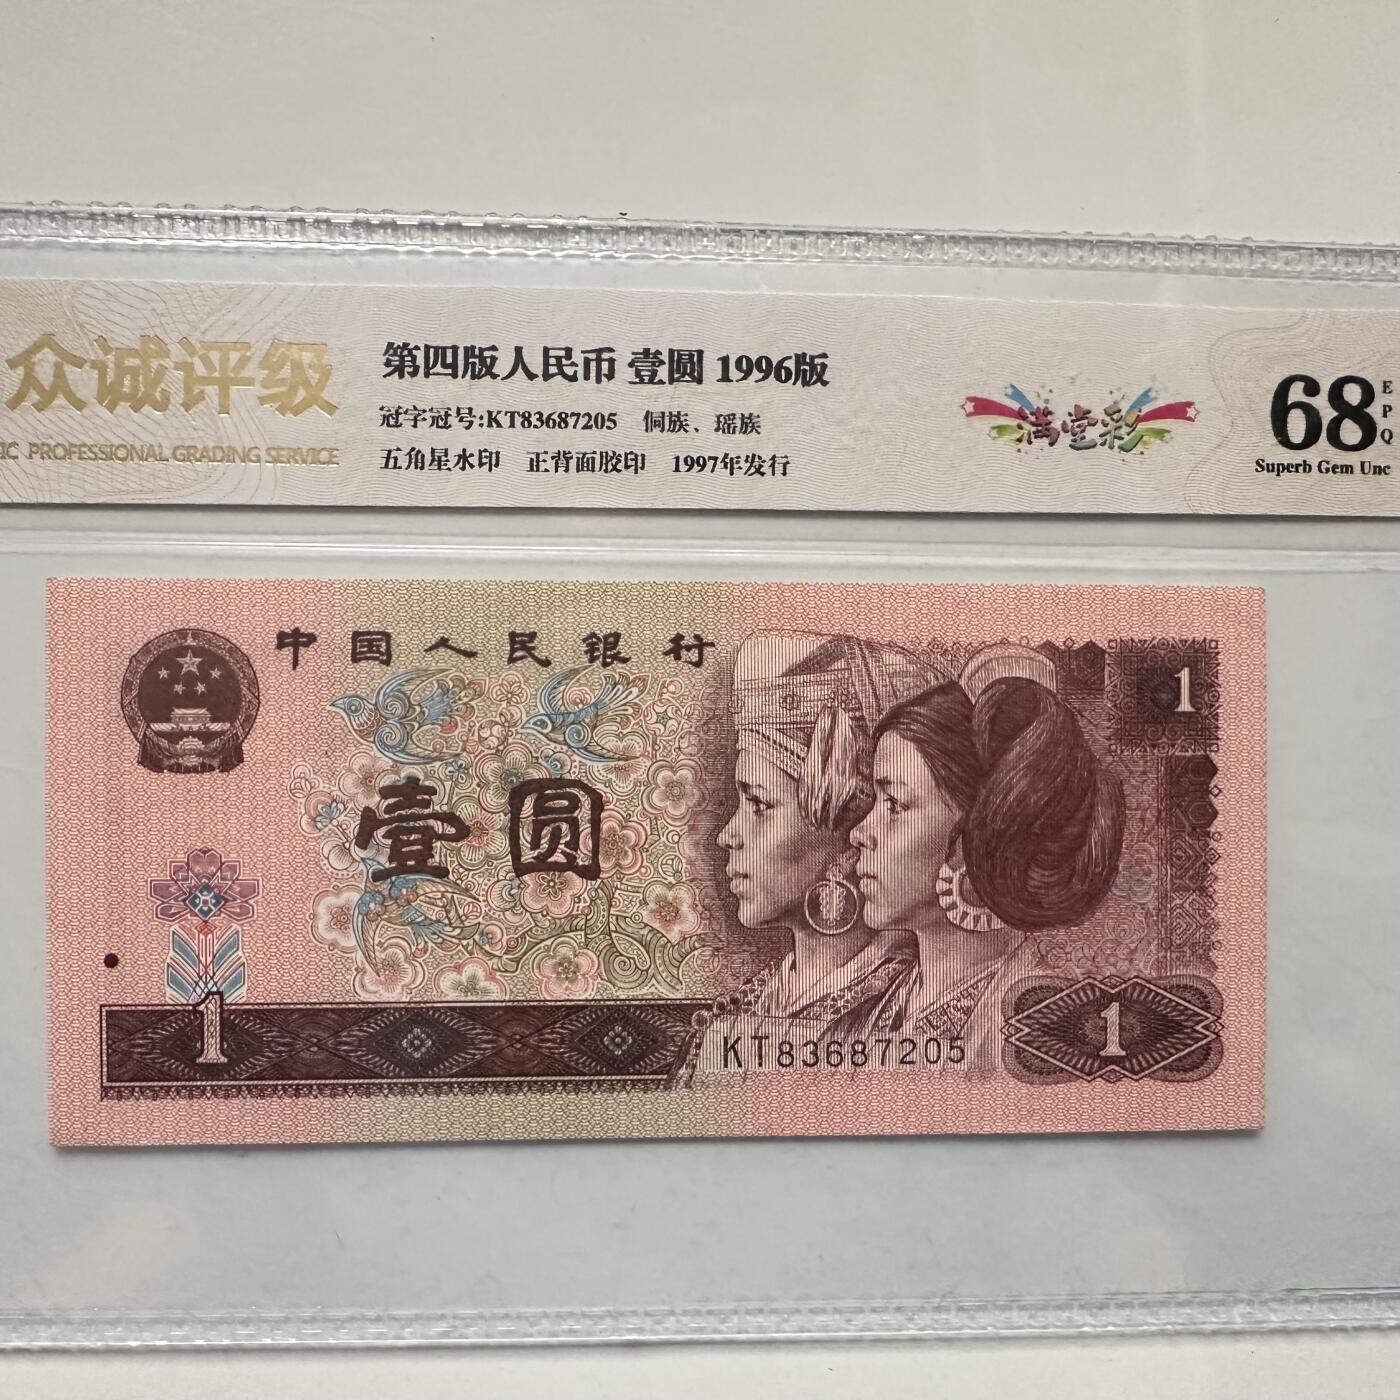 众诚评级
IC PROFESSIONAL GRADING SERVICE
第四版人民币 壹圆 1996版
冠字冠号:KT83687205 侗族、瑶族
五角星水印 正背面胶印 1997年发行
满堂彩
68
EPQ
Superb Gem Unc
中国人民银行
1
壹圆
1
KT83687205
1